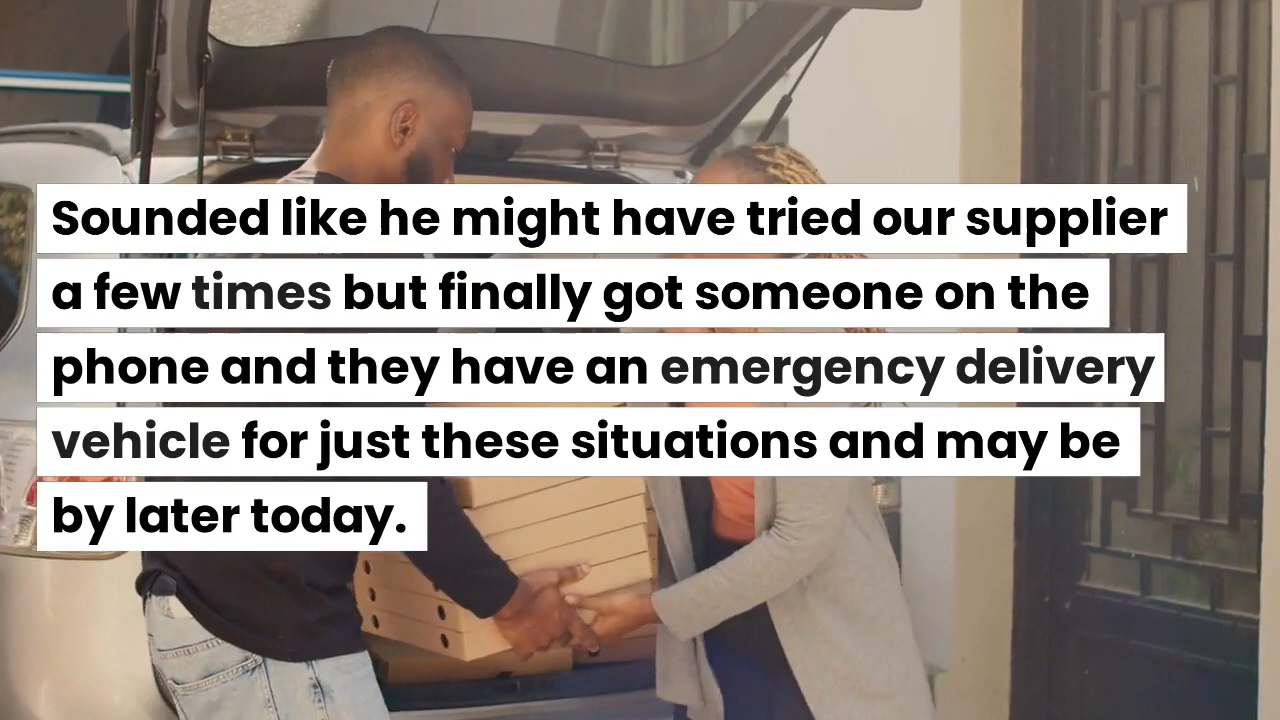 Sounded like he might have tried our supplier
a few times but finally got someone on the
phone and they have an emergency delivery
vehicle for just these situations and may be
by later today.